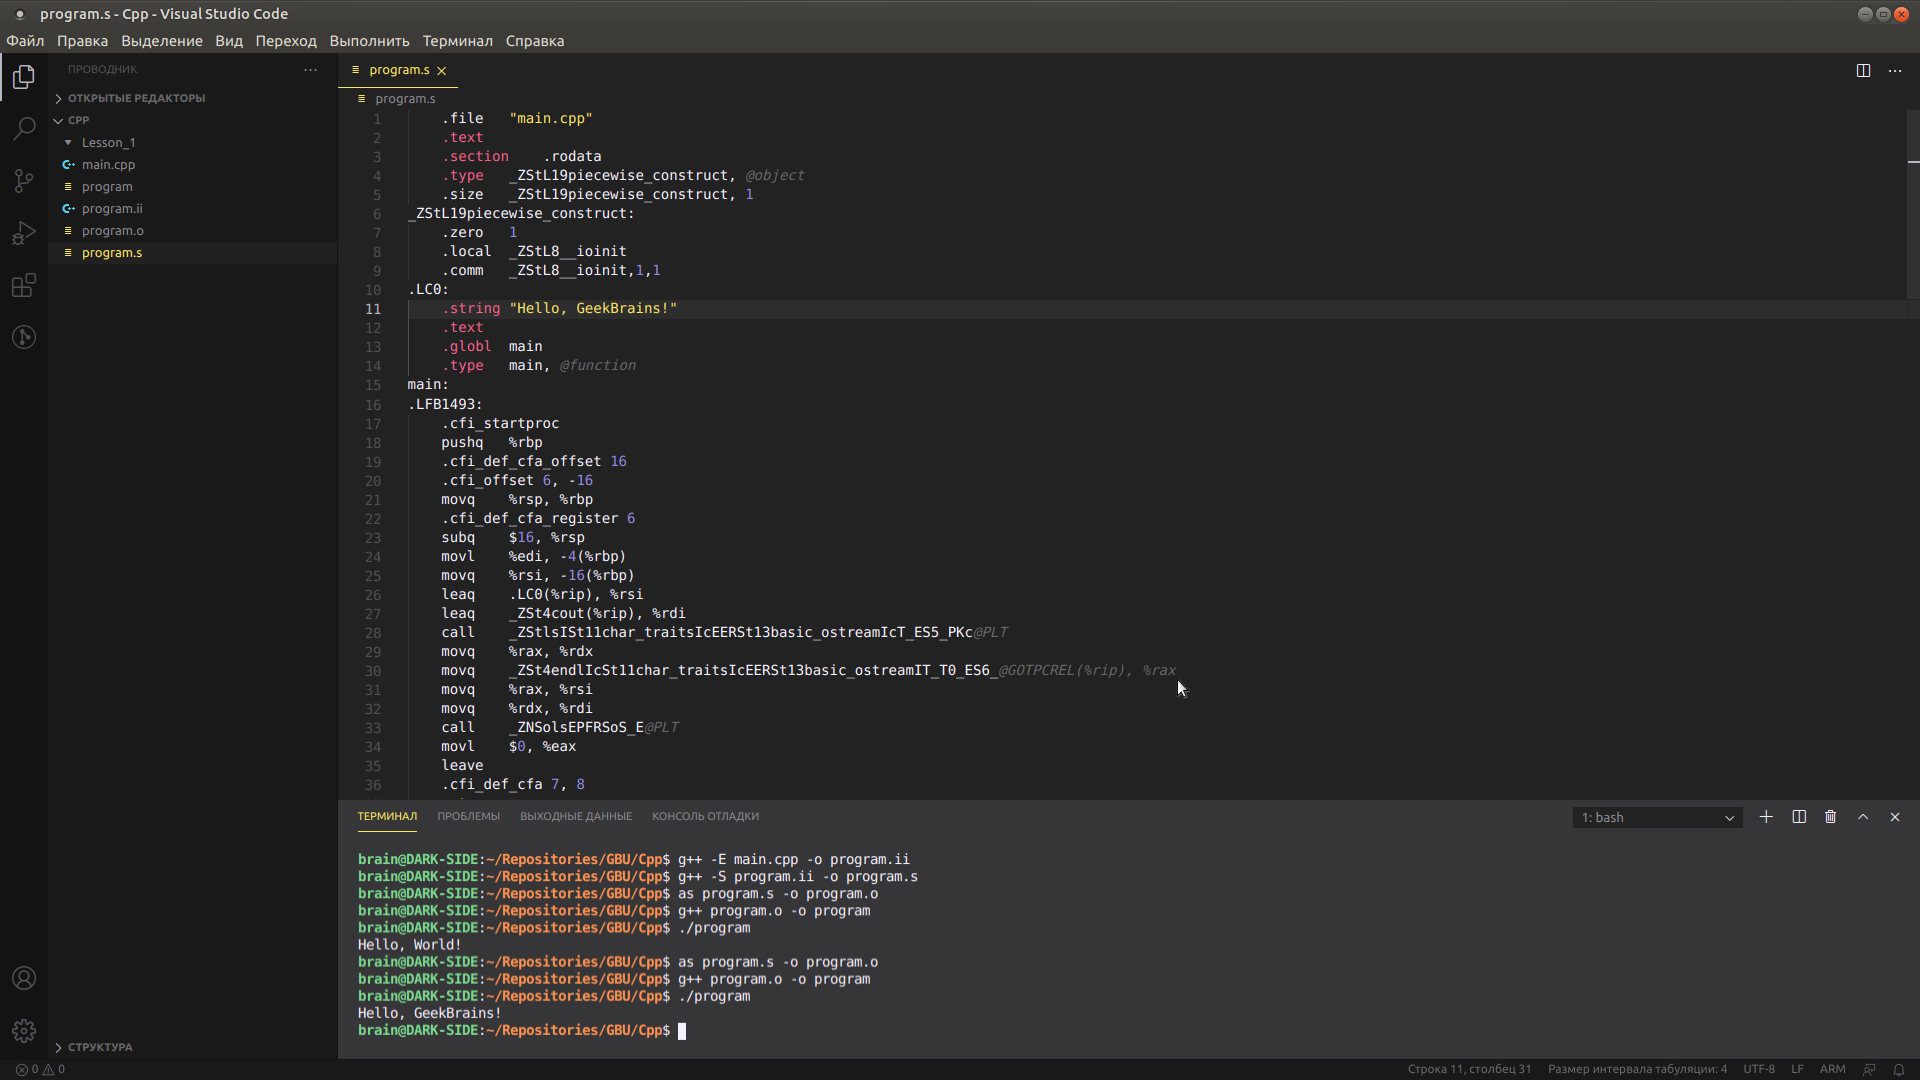 program.s - Cpp - Visual Studio Code
Файл Правка Выделение Вид Переход Выполнить Терминал Справка
ПРОВОДНИК
ОТКРЫТЫЕ РЕДАКТОРЫ
CPP
Lesson_1
main.cpp
program
program.ii
program.o
program.s
СТРУКТУРА
program.s
program.s
1 .file "main.cpp"
2 .text
3 .section .rodata
4 .type _ZStL19piecewise_construct, @object
5 .size _ZStL19piecewise_construct, 1
6 _ZStL19piecewise_construct:
7 .zero 1
8 .local _ZStL8__ioinit
9 .comm _ZStL8__ioinit,1,1
10 .LC0:
11 .string "Hello, GeekBrains!"
12 .text
13 .globl main
14 .type main, @function
15 main:
16 .LFB1493:
17 .cfi_startproc
18 pushq %rbp
19 .cfi_def_cfa_offset 16
20 .cfi_offset 6, -16
21 movq %rsp, %rbp
22 .cfi_def_cfa_register 6
23 subq $16, %rsp
24 movl %edi, -4(%rbp)
25 movq %rsi, -16(%rbp)
26 leaq .LC0(%rip), %rsi
27 leaq _ZSt4cout(%rip), %rdi
28 call _ZStlsISt11char_traitsIcEERSt13basic_ostreamIcT_ES5_PKc@PLT
29 movq %rax, %rdx
30 movq _ZSt4endlIcSt11char_traitsIcEERSt13basic_ostreamIT_T0_ES6_@GOTPCREL(%rip), %rax
31 movq %rax, %rsi
32 movq %rdx, %rdi
33 call _ZNSolsEPFRSoS_E@PLT
34 movl $0, %eax
35 leave
36 .cfi_def_cfa 7, 8
ТЕРМИНАЛ ПРОБЛЕМЫ ВЫХОДНЫЕ ДАННЫЕ КОНСОЛЬ ОТЛАДКИ
1: bash
brain@DARK-SIDE:~/Repositories/GBU/Cpp$ g++ -E main.cpp -o program.ii
brain@DARK-SIDE:~/Repositories/GBU/Cpp$ g++ -S program.ii -o program.s
brain@DARK-SIDE:~/Repositories/GBU/Cpp$ as program.s -o program.o
brain@DARK-SIDE:~/Repositories/GBU/Cpp$ g++ program.o -o program
brain@DARK-SIDE:~/Repositories/GBU/Cpp$ ./program
Hello, World!
brain@DARK-SIDE:~/Repositories/GBU/Cpp$ as program.s -o program.o
brain@DARK-SIDE:~/Repositories/GBU/Cpp$ g++ program.o -o program
brain@DARK-SIDE:~/Repositories/GBU/Cpp$ ./program
Hello, GeekBrains!
brain@DARK-SIDE:~/Repositories/GBU/Cpp$
0 0
Строка 11, столбец 31 Размер интервала табуляции: 4 UTF-8 LF ARM